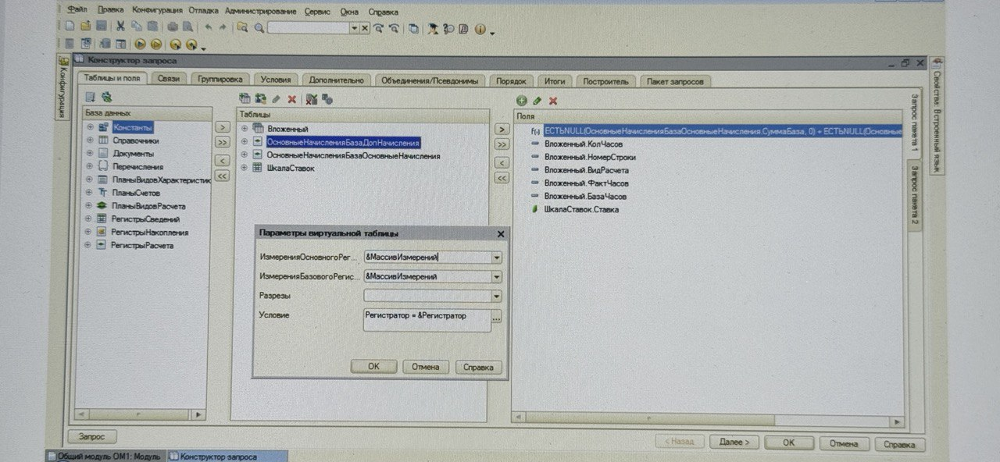 Файл Правка Конфигурация Отладка Администрирование Сервис Окна Справка
Конструктор запроса
Таблицы и поля Связи Группировка Условия Дополнительно Объединения/Псевдонимы Порядок Итоги Построитель Пакет запросов
Конфигурация
База данных
Константы
Справочники
Документы
Перечисления
ПланыВидовХарактеристик
ПланыСчетов
ПланыВидовРасчета
РегистрыСведений
РегистрыНакопления
РегистрыРасчета
Таблицы
Вложенный
ОсновныеНачисленияБазаДопНачисления
ОсновныеНачисленияБазаОсновныеНачисления
ШкалаСтавок
> >> < <<
> >> < <<
Поля
ЕСТЬNULL(ОсновныеНачисленияБазаОсновныеНачисления.СуммаБаза, 0) + ЕСТЬNULL(Основные
Вложенный.КолЧасов
Вложенный.НомерСтроки
Вложенный.ВидРасчета
Вложенный.ФактЧасов
Вложенный.БазаЧасов
ШкалаСтавок.Ставка
Запрос пакета 1
Запрос пакета 2
Свойства: Встроенный язык
Параметры виртуальной таблицы
ИзмеренияОсновногоРег... &МассивИзмерений
ИзмеренияБазовогоРегис... &МассивИзмерений
Разрезы
Условие Регистратор = &Регистратор ...
OK Отмена Справка
Запрос < Назад Далее > OK Отмена Справка
Общий модуль ОМ1: Модуль Конструктор запроса